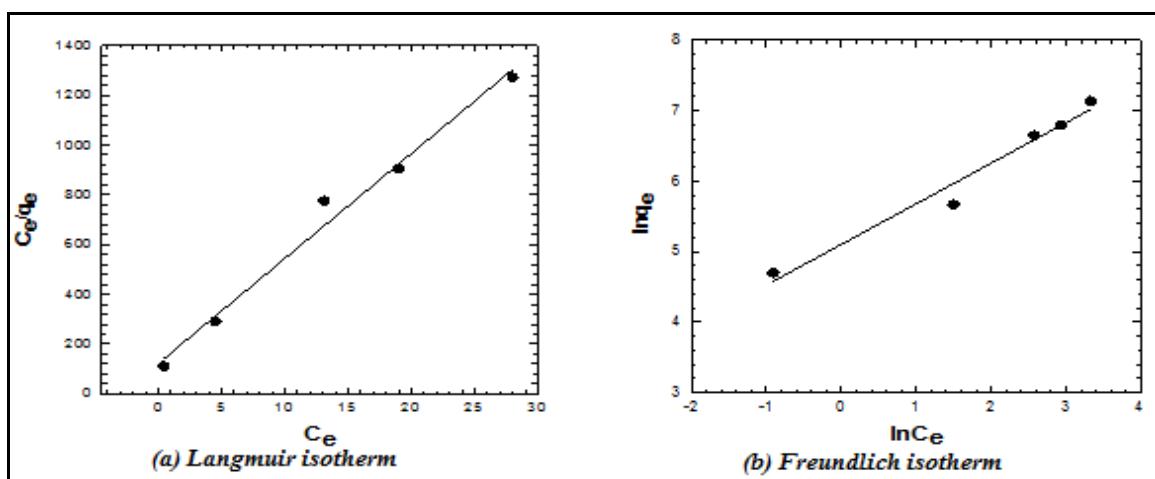 1400
1200
1000
800
600
400
200
0
Ce/qe
0 5 10 15 20 25 30
Ce
(a) Langmuir isotherm
8
7
6
5
4
3
lnqe
-2 -1 0 1 2 3 4
lnCe
(b) Freundlich isotherm